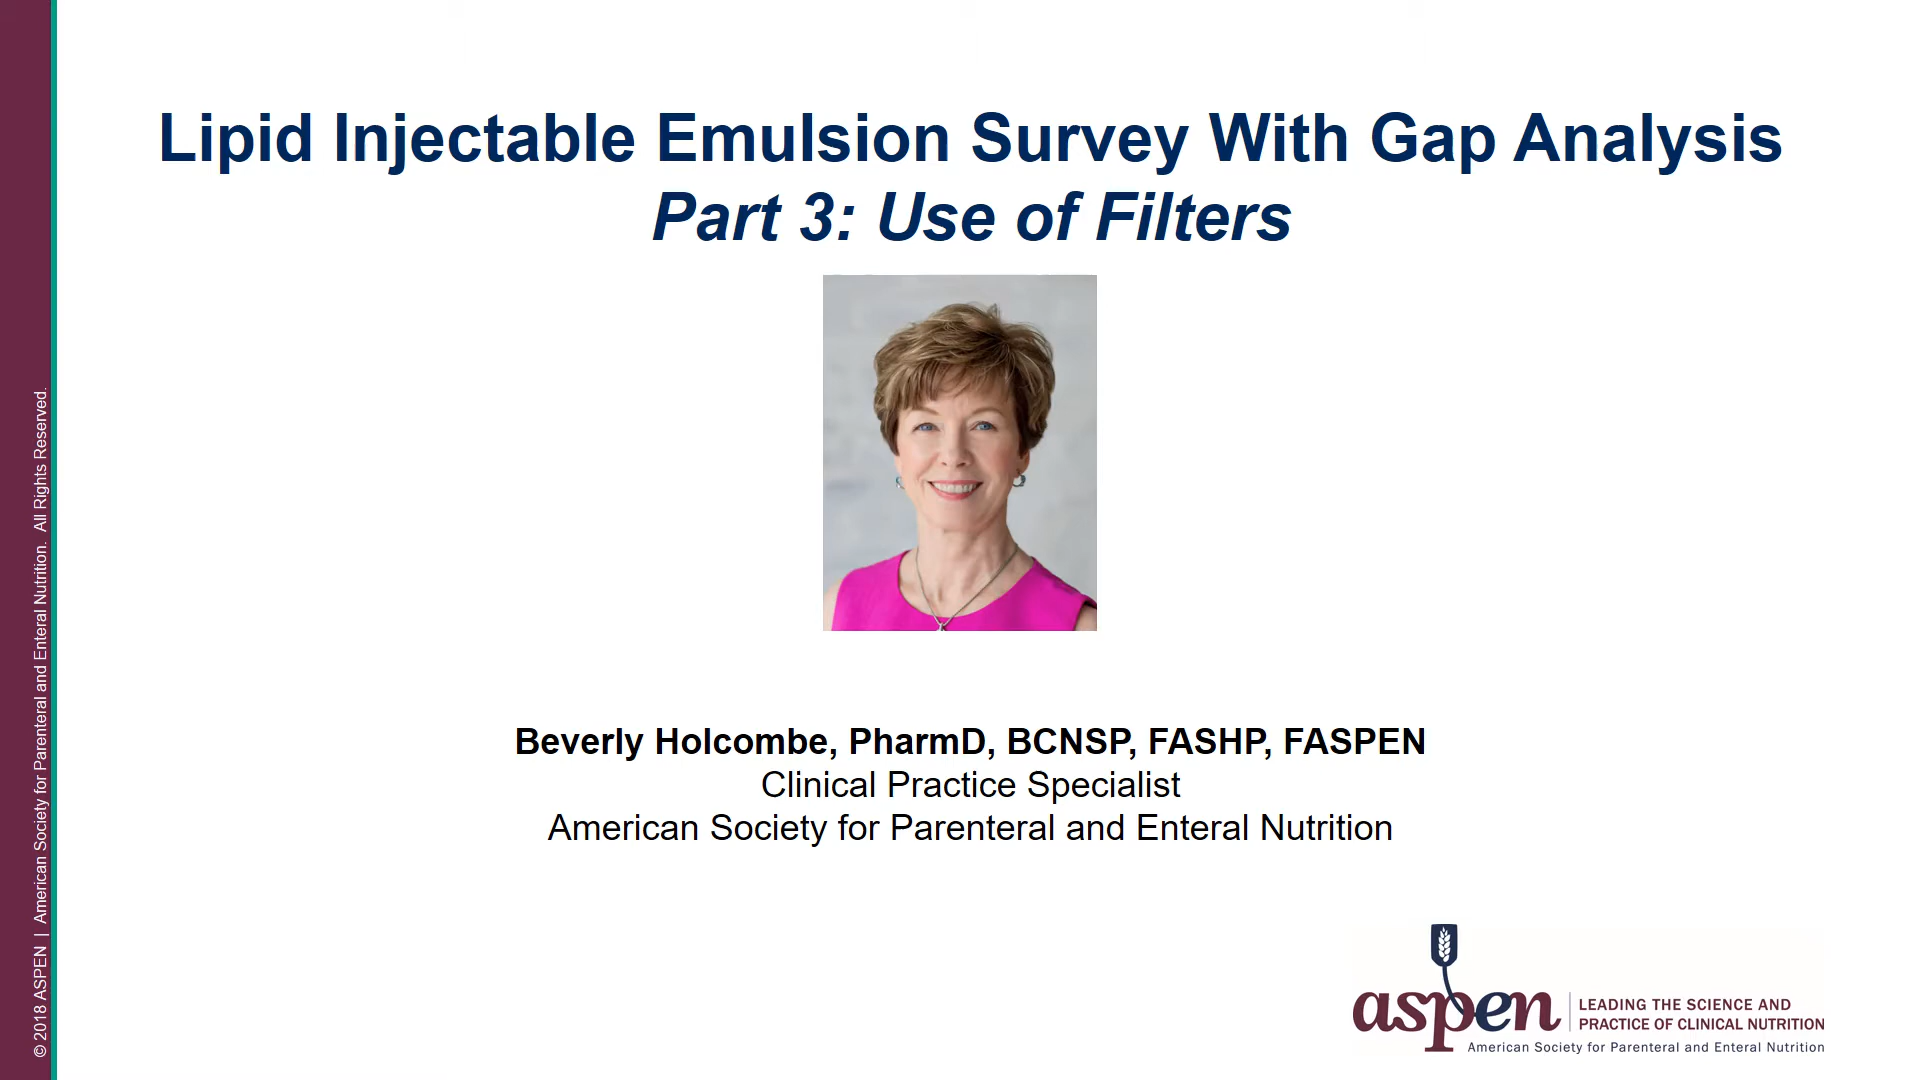 Lipid Injectable Emulsion Survey With Gap Analysis
Part 3: Use of Filters
Beverly Holcombe, PharmD, BCNSP, FASHP, FASPEN
Clinical Practice Specialist
American Society for Parenteral and Enteral Nutrition
© 2018 ASPEN | American Society for Parenteral and Enteral Nutrition. All Rights Reserved.
aspen
LEADING THE SCIENCE AND
PRACTICE OF CLINICAL NUTRITION
American Society for Parenteral and Enteral Nutrition